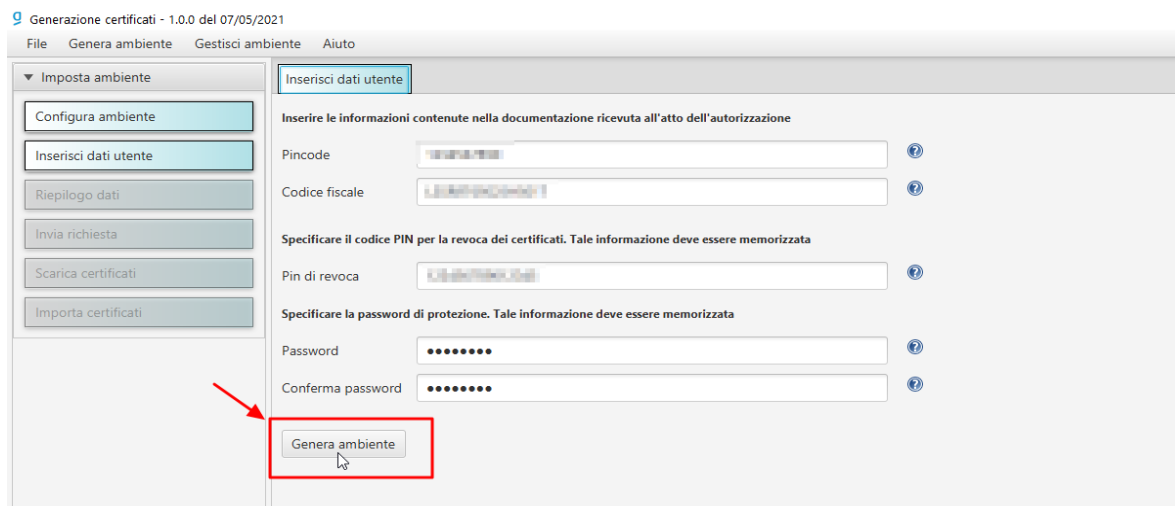 Generazione certificati - 1.0.0 del 07/05/2021
File Genera ambiente Gestisci ambiente Aiuto
Imposta ambiente
Inserisci dati utente
Configura ambiente
Inserire le informazioni contenute nella documentazione ricevuta all'atto dell'autorizzazione
Inserisci dati utente
Pincode
Riepilogo dati
Codice fiscale
Invia richiesta
Specificare il codice PIN per la revoca dei certificati. Tale informazione deve essere memorizzata
Scarica certificati
Pin di revoca
Importa certificati
Specificare la password di protezione. Tale informazione deve essere memorizzata
Password
Conferma password
Genera ambiente